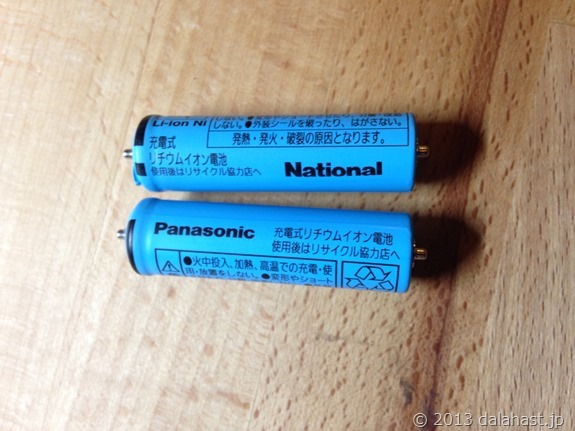 Li-ion Ni
しない。●外装シールを破ったり、はがさない。
発熱・発火・破裂の原因となります。
充電式
リチウムイオン電池
使用後はリサイクル協力店へ
National
Panasonic
充電式リチウムイオン電池
使用後はリサイクル協力店へ
●火中投入、加熱、高温での充電・使
用・放置をしない。●変形やショート
© 2013 dalahast.jp